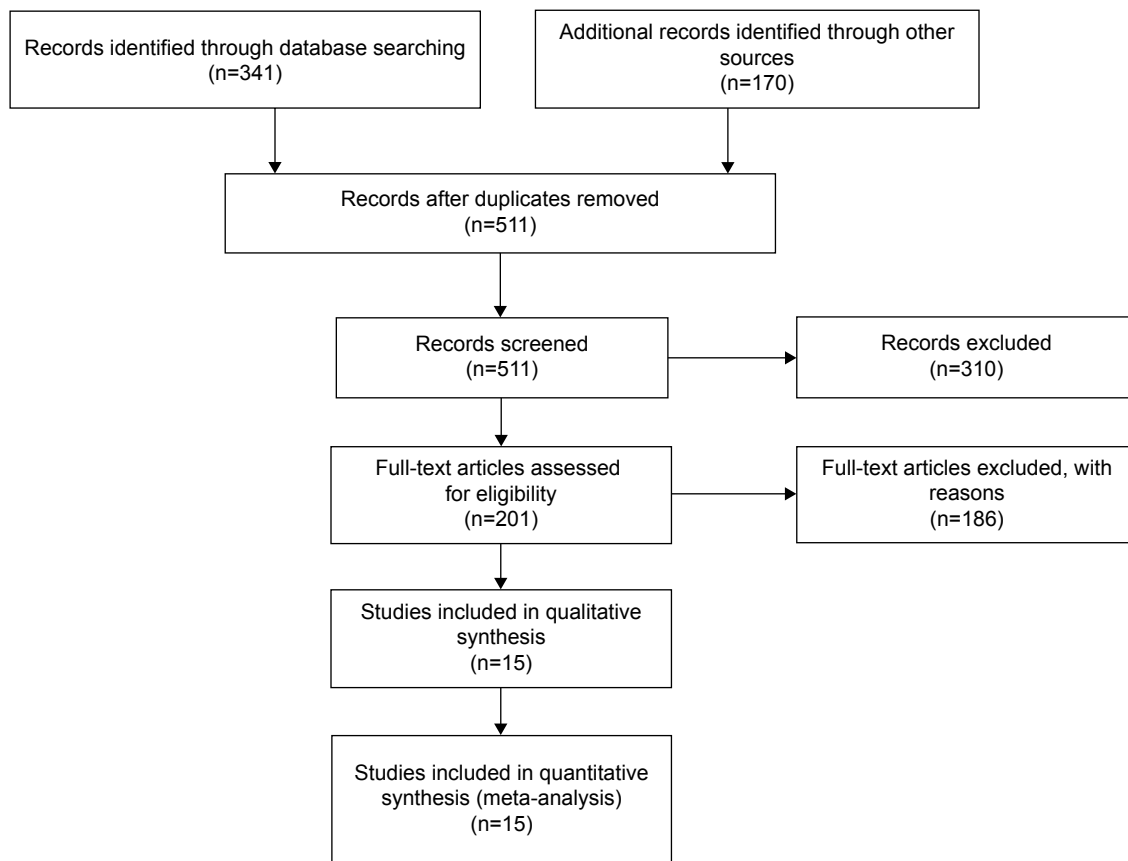 Records identified through database searching
(n=341)
Additional records identified through other
sources
(n=170)
Records after duplicates removed
(n=511)
Records screened
(n=511)
Records excluded
(n=310)
Full-text articles assessed
for eligibility
(n=201)
Full-text articles excluded, with
reasons
(n=186)
Studies included in qualitative
synthesis
(n=15)
Studies included in quantitative
synthesis (meta-analysis)
(n=15)